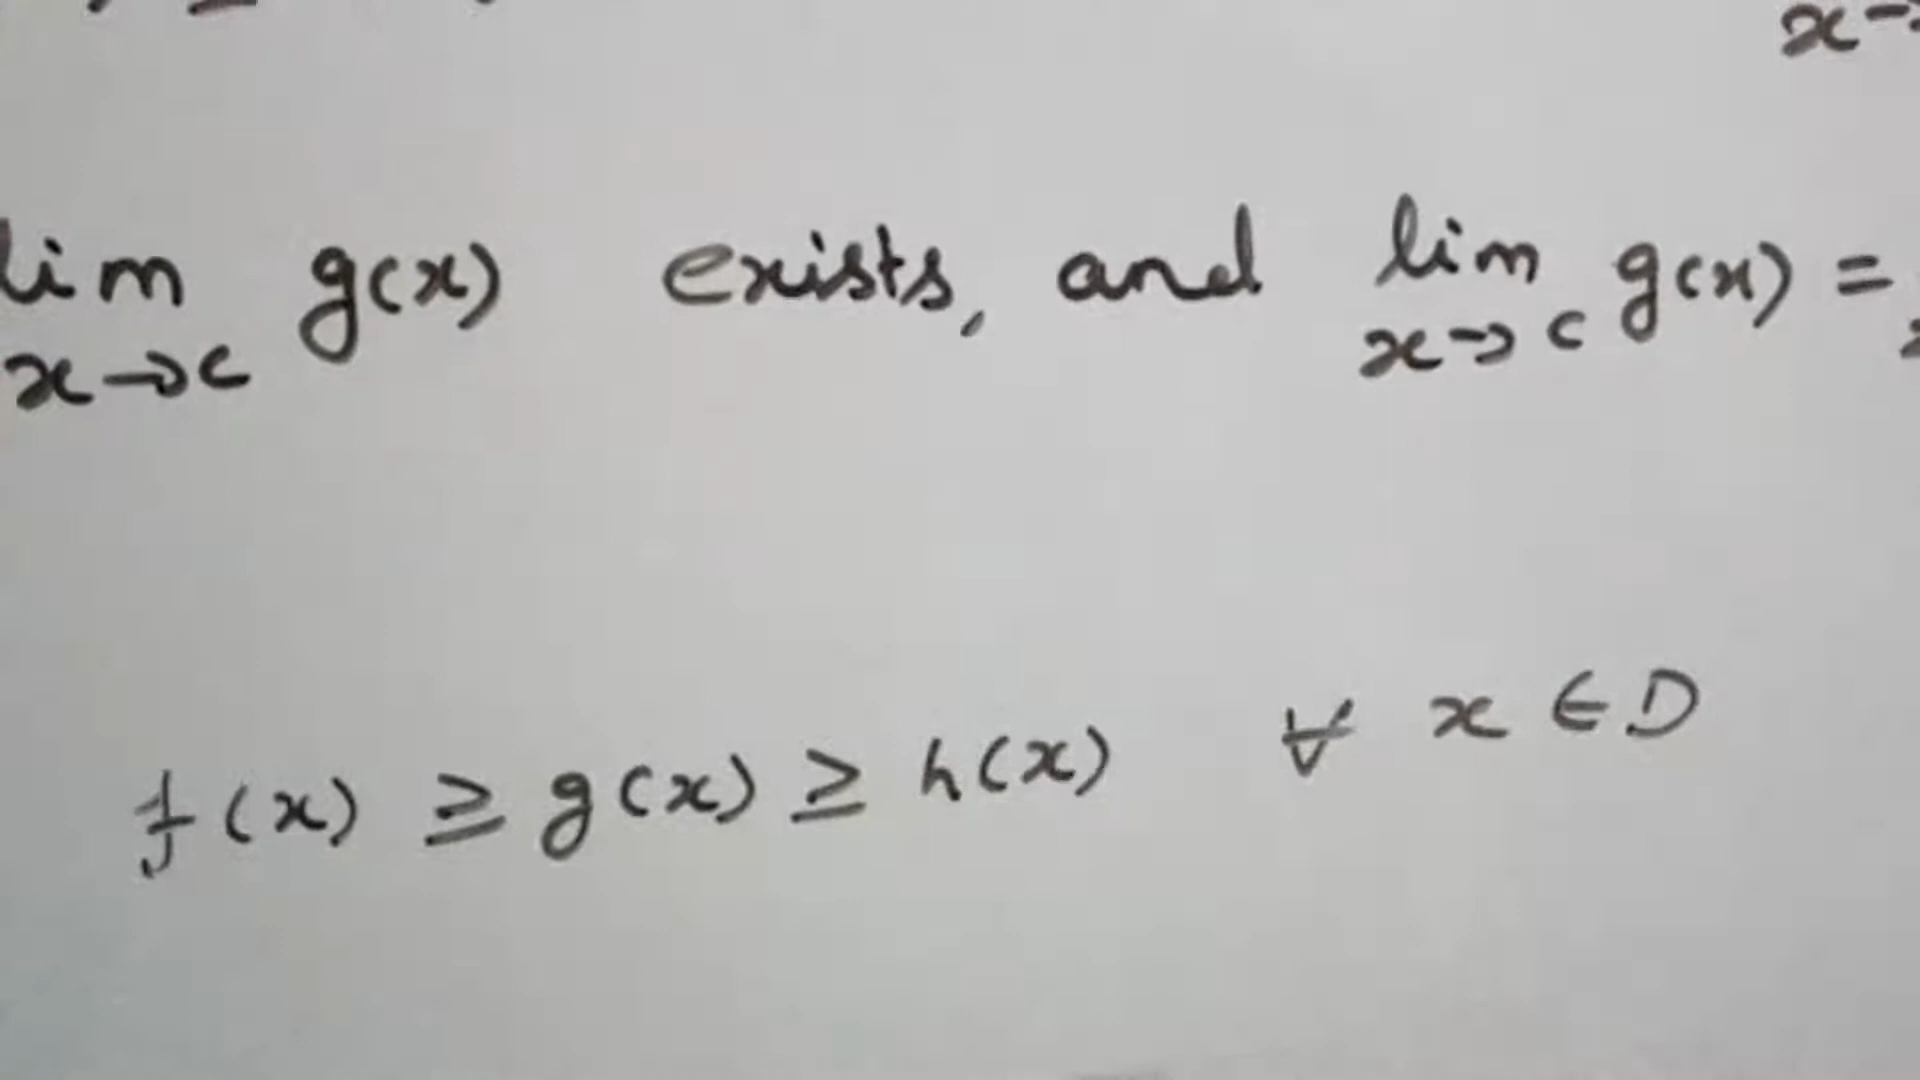 x→
lim g(x) exists, and lim g(x) =
x→c x→c
f(x) ≥ g(x) ≥ h(x) ∀ x ∈ D